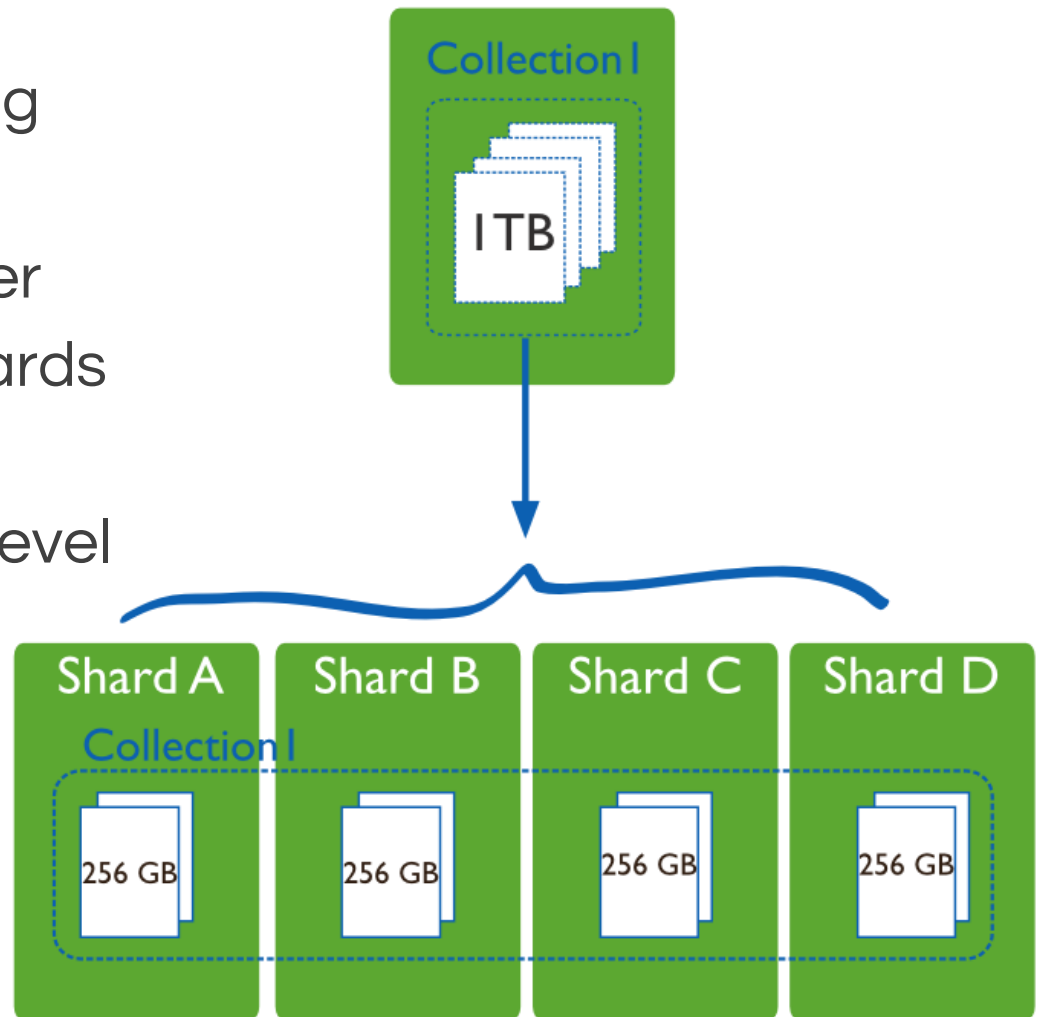 Collection1
g
1TB
er
ards
evel
Shard A Shard B Shard C Shard D
Collection1
256 GB 256 GB 256 GB 256 GB